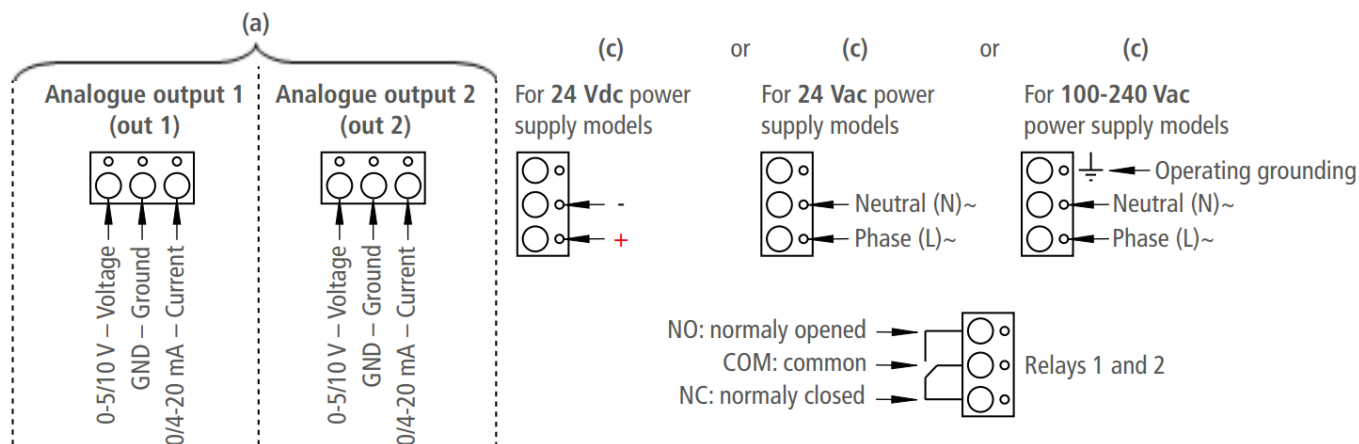 (a)
Analogue output 1
(out 1)
0-5/10 V – Voltage
GND – Ground
0/4-20 mA – Current
Analogue output 2
(out 2)
0-5/10 V – Voltage
GND – Ground
0/4-20 mA – Current
(c)
For 24 Vdc power
supply models
-
+
or
(c)
For 24 Vac power
supply models
Neutral (N)~
Phase (L)~
or
(c)
For 100-240 Vac
power supply models
Operating grounding
Neutral (N)~
Phase (L)~
NO: normaly opened
COM: common
NC: normaly closed
Relays 1 and 2